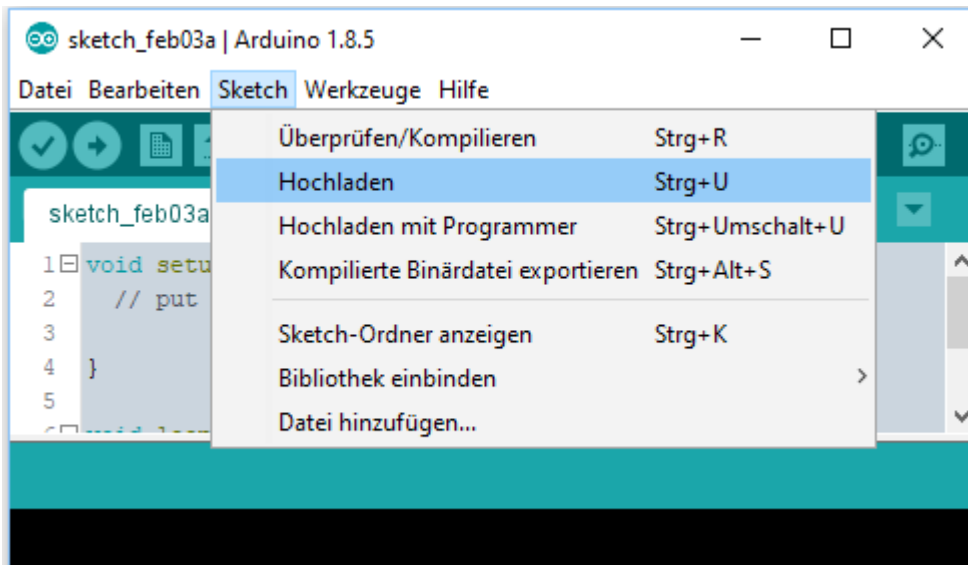 sketch_feb03a | Arduino 1.8.5
Datei Bearbeiten Sketch Werkzeuge Hilfe
Überprüfen/Kompilieren Strg+R
Hochladen Strg+U
sketch_feb03a
Hochladen mit Programmer Strg+Umschalt+U
Kompilierte Binärdatei exportieren Strg+Alt+S
Sketch-Ordner anzeigen Strg+K
Bibliothek einbinden
Datei hinzufügen...
1 void setu
2 // put
3
4 }
5